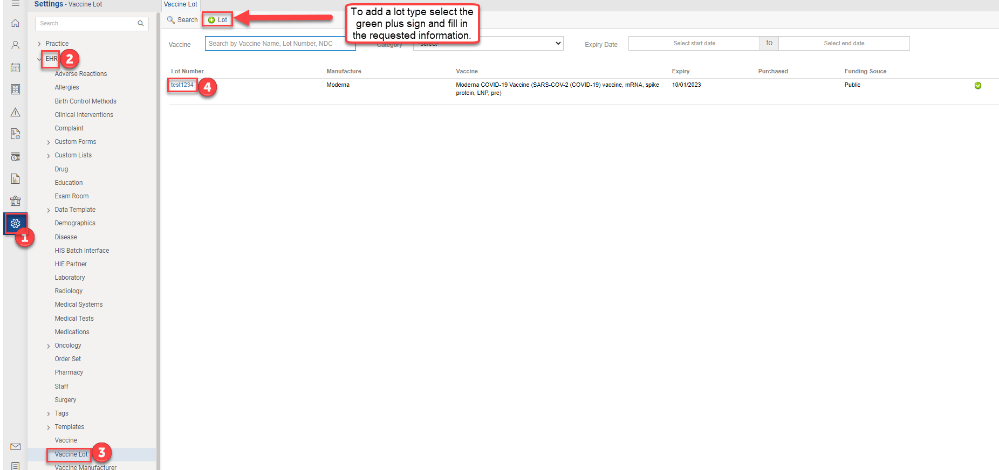 Settings - Vaccine Lot
Search
Practice
EHR
2
Adverse Reactions
Allergies
Birth Control Methods
Clinical Interventions
Complaint
Custom Forms
Custom Lists
Drug
Education
Exam Room
Data Template
Demographics
1
Disease
HIS Batch Interface
HIE Partner
Laboratory
Radiology
Medical Systems
Medical Tests
Medications
Oncology
Order Set
Pharmacy
Staff
Surgery
Tags
Templates
Vaccine
Vaccine Lot
3
Vaccine Manufacturer
Vaccine Lot
Search Lot
To add a lot type select the
green plus sign and fill in
the requested information.
Vaccine Search by Vaccine Name, Lot Number, NDC Category -select- Expiry Date Select start date to Select end date
Lot Number Manufacture Vaccine Expiry Purchased Funding Souce
test1234 4 Moderna Moderna COVID-19 Vaccine (SARS-COV-2 (COVID-19) vaccine, mRNA, spike 10/01/2023 Public
protein, LNP, pre)